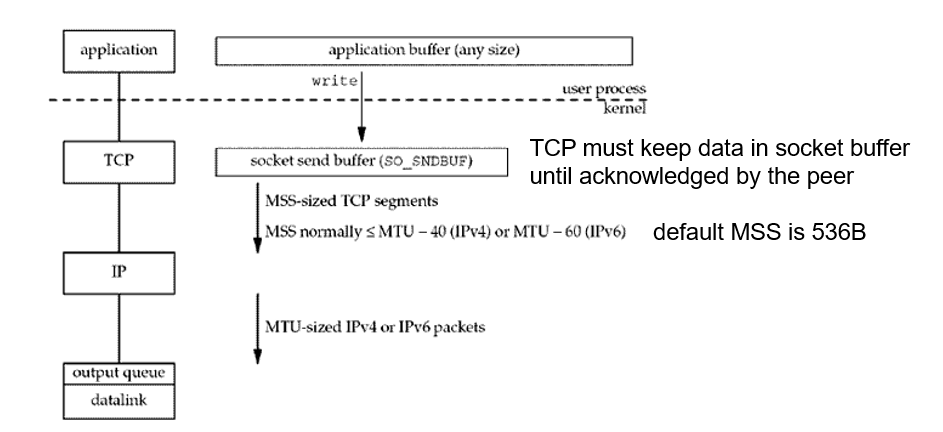 application
application buffer (any size)
write
user process
kernel
TCP
socket send buffer (SO_SNDBUF)
TCP must keep data in socket buffer
until acknowledged by the peer
MSS-sized TCP segments
MSS normally ≤ MTU – 40 (IPv4) or MTU – 60 (IPv6)
default MSS is 536B
IP
MTU-sized IPv4 or IPv6 packets
output queue
datalink